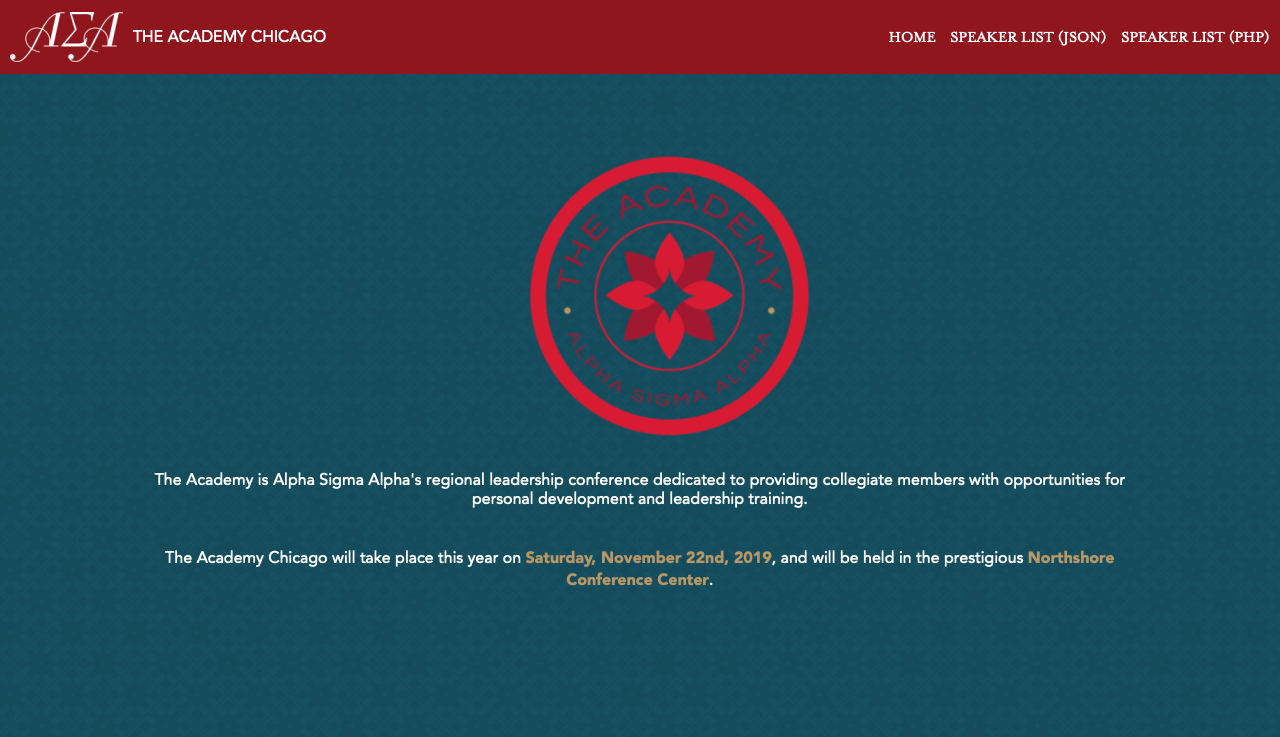 ΑΣΑ THE ACADEMY CHICAGO HOME SPEAKER LIST (JSON) SPEAKER LIST (PHP)
THE ACADEMY
ALPHA SIGMA ALPHA
The Academy is Alpha Sigma Alpha's regional leadership conference dedicated to providing collegiate members with opportunities for
personal development and leadership training.
The Academy Chicago will take place this year on Saturday, November 22nd, 2019, and will be held in the prestigious Northshore
Conference Center.